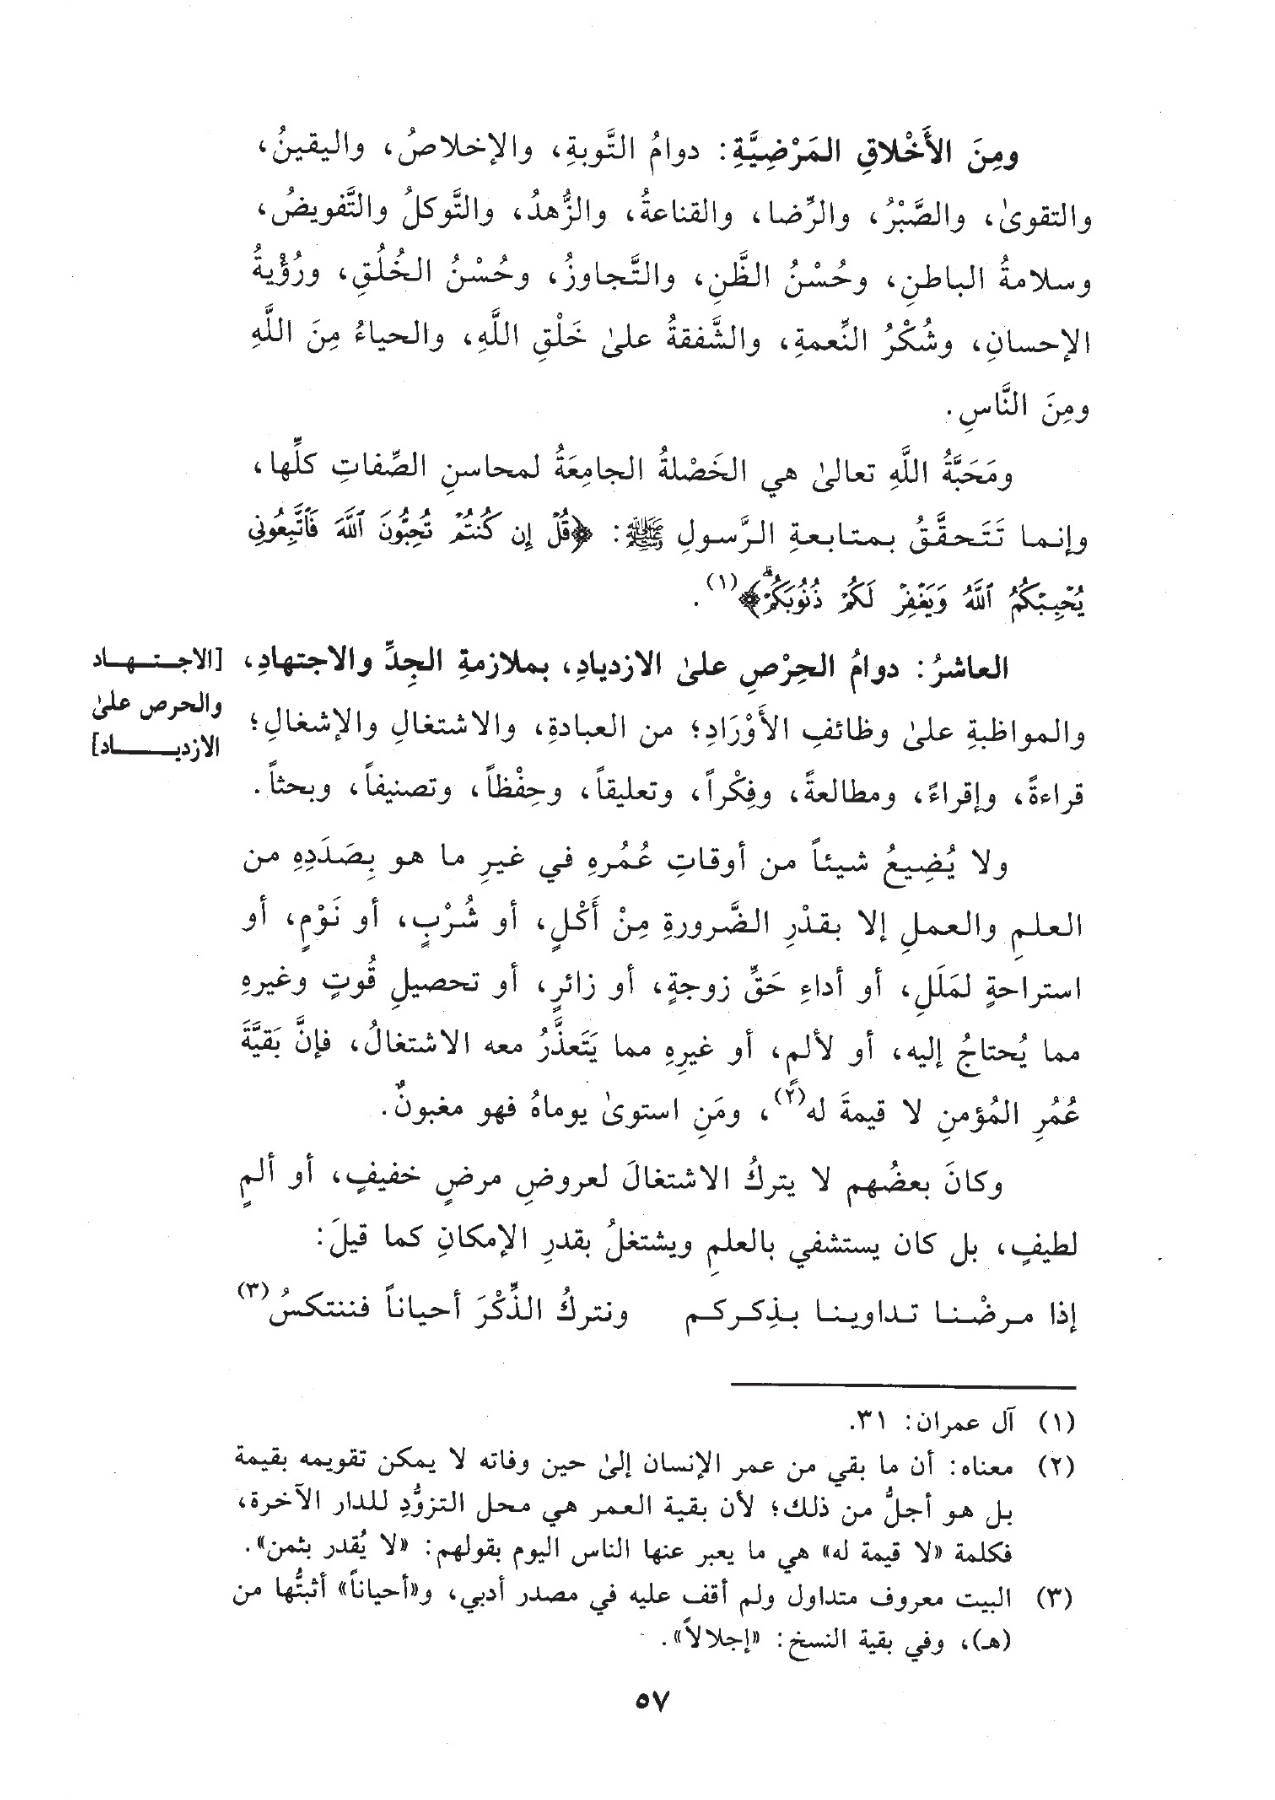 ومِنَ الأَخْلاقِ المَرْضِيَّةِ: دوامُ التَّوبةِ، والإخلاصُ، واليقينُ،
والتقوىٰ، والصَّبْرُ، والرِّضا، والقناعةُ، والزُّهدُ، والتَّوكلُ والتَّفويضُ،
وسلامةُ الباطنِ، وحُسْنُ الظَّنِ، والتَّجاوزُ، وحُسْنُ الخُلُقِ، ورُؤْيةُ
الإحسانِ، وشُكْرُ النِّعمةِ، والشَّفقةُ علىٰ خَلْقِ اللَّهِ، والحياءُ مِنَ اللَّهِ
ومِنَ النَّاسِ.
ومَحَبَّةُ اللَّهِ تعالىٰ هي الخَصْلةُ الجامِعَةُ لمحاسنِ الصِّفاتِ كلِّها،
وإنما تَتَحقَّقُ بمتابعةِ الرَّسولِ ﷺ: ﴿قُلْ إِن كُنتُمْ تُحِبُّونَ ٱللَّهَ فَٱتَّبِعُونِى
يُحْبِبْكُمُ ٱللَّهُ وَيَغْفِرْ لَكُمْ ذُنُوبَكُمْۗ﴾(١).
العاشرُ: دوامُ الحِرْصِ علىٰ الازديادِ، بملازمةِ الجِدِّ والاجتهادِ،
[الاجتهاد
والحرص علىٰ
الازدياد]
والمواظبةِ علىٰ وظائفِ الأَوْرَادِ؛ من العبادةِ، والاشتغالِ والإشغالِ؛
قراءةً، وإقراءً، ومطالعةً، وفِكْراً، وتعليقاً، وحِفْظاً، وتصنيفاً، وبحثاً.
ولا يُضِيعُ شيئاً من أوقاتِ عُمُرهِ في غيرِ ما هو بِصَدَدِهِ من
العلمِ والعملِ إلا بقدْرِ الضَّرورةِ مِنْ أَكْلٍ، أو شُرْبٍ، أو نَوْمٍ، أو
استراحةٍ لمَلَلِ، أو أداءِ حَقِّ زوجةٍ، أو زائرٍ، أو تحصيلِ قُوتٍ وغيرهِ
مما يُحتاجُ إليه، أو لألمٍ، أو غيرِهِ مما يَتَعذَّرُ معه الاشتغالُ، فإنَّ بَقيَّةَ
عُمُرِ المُؤمنِ لا قيمةَ له(٢)، ومَنِ استوىٰ يوماهُ فهو مغبونٌ.
وكانَ بعضُهم لا يتركُ الاشتغالَ لعروضِ مرضٍ خفيفٍ، أو ألمٍ
لطيفٍ، بل كان يستشفي بالعلمِ ويشتغلُ بقدرِ الإمكانِ كما قيلَ:
إذا مرضْنا تداوينا بذِكركم ونتركُ الذِّكْرَ أحياناً فننتكسُ(٣)
(١) آل عمران: ٣١.
(٢) معناه: أن ما بقي من عمر الإنسان إلىٰ حين وفاته لا يمكن تقويمه بقيمة
بل هو أجلُّ من ذلك؛ لأن بقية العمر هي محل التزوُّدِ للدار الآخرة،
فكلمة «لا قيمة له» هي ما يعبر عنها الناس اليوم بقولهم: «لا يُقدر بثمن».
(٣) البيت معروف متداول ولم أقف عليه في مصدر أدبي، و«أحياناً» أثبتُّها من
(هـ)، وفي بقية النسخ: «إجلالاً».
٥٧